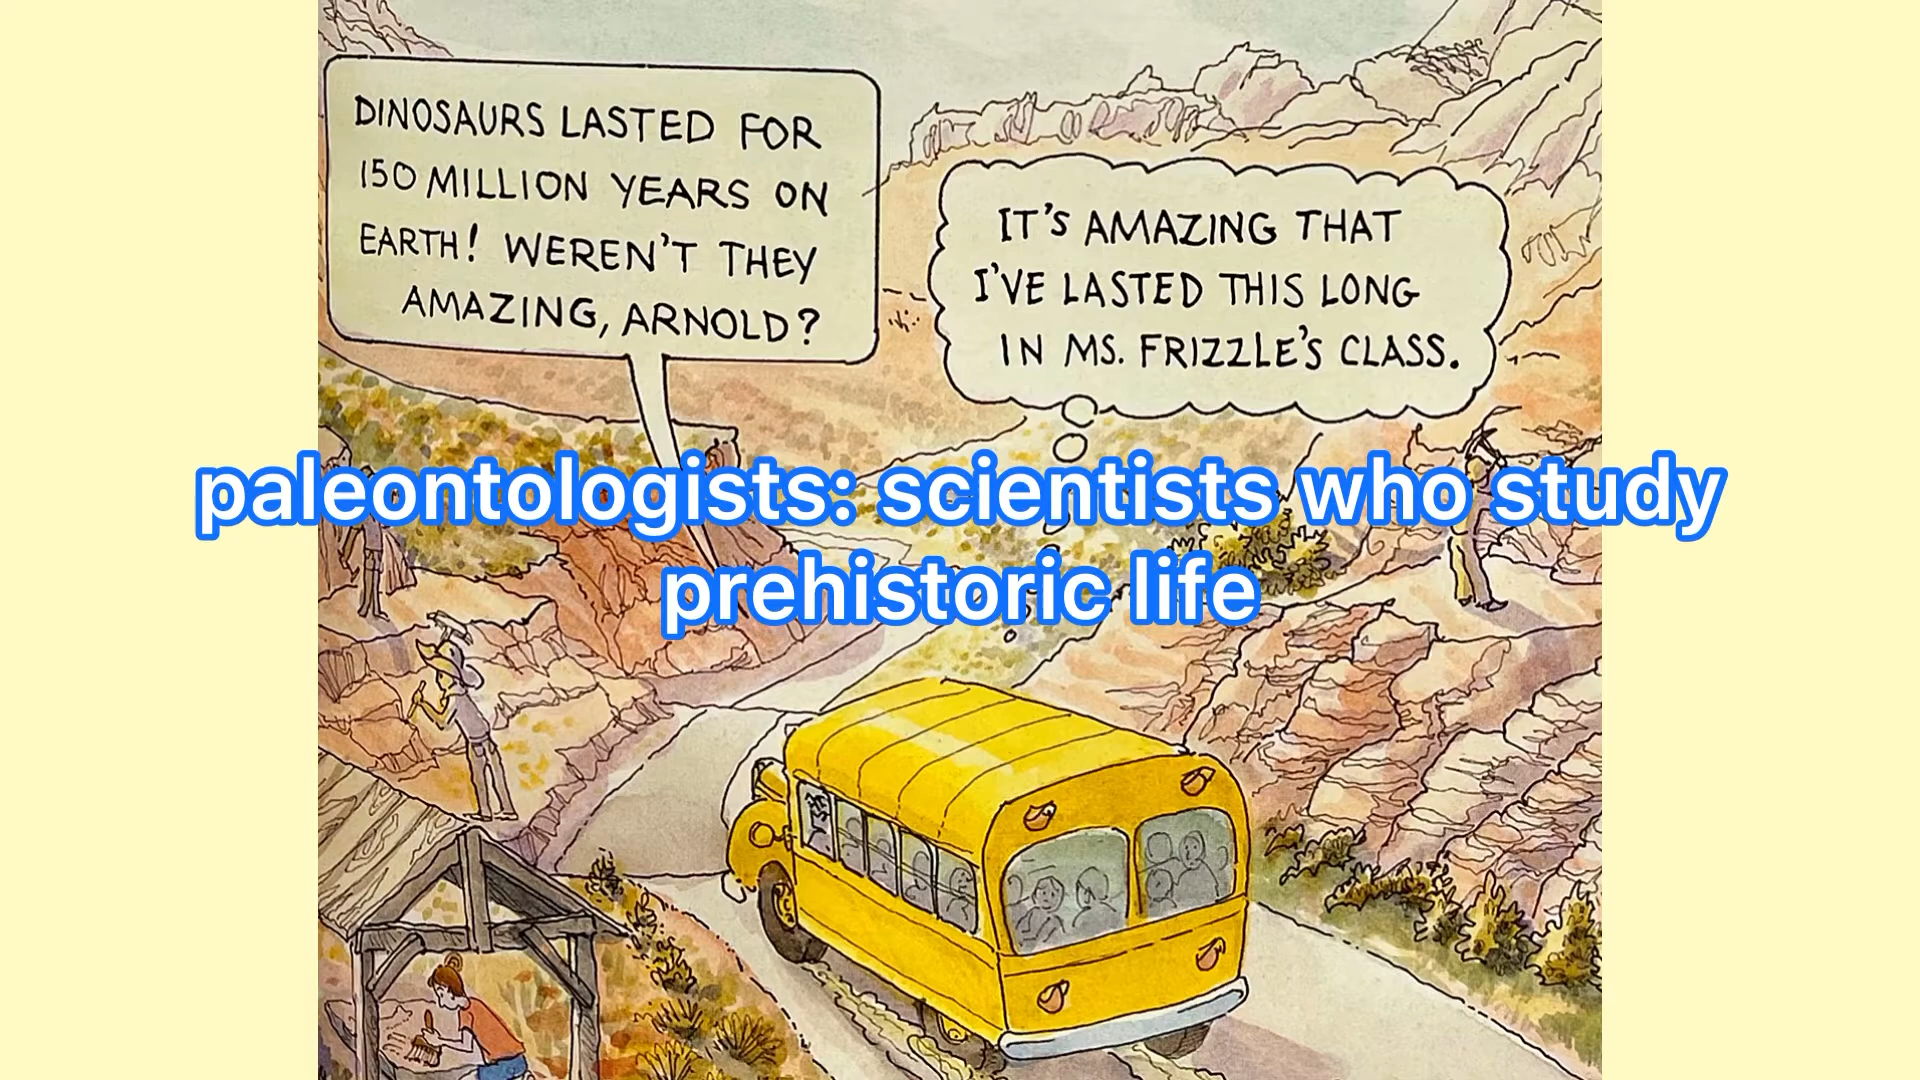 DINOSAURS LASTED FOR
150 MILLION YEARS ON
EARTH! WEREN'T THEY
AMAZING, ARNOLD?
IT'S AMAZING THAT
I'VE LASTED THIS LONG
IN MS. FRIZZLE'S CLASS.
paleontologists: scientists who study
prehistoric life